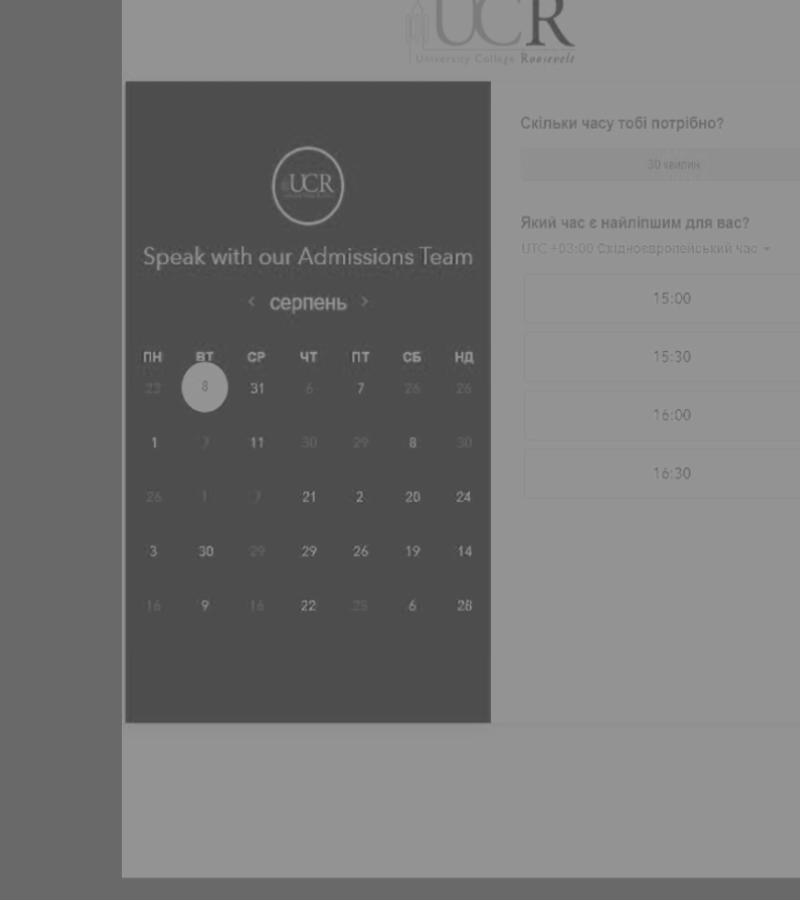 UCR
University College Roosevelt
UCR
Speak with our Admissions Team
‹ серпень ›
ПН ВТ СР ЧТ ПТ СБ НД
23 8 31 6 7 26 26
1 7 11 30 29 8 30
26 1 7 21 2 20 24
3 30 29 29 26 19 14
16 9 16 22 25 6 28
Скільки часу тобі потрібно?
30 хвилин
Який час є найліпшим для вас?
UTC +03:00 Східноєвропейський час
15:00
15:30
16:00
16:30